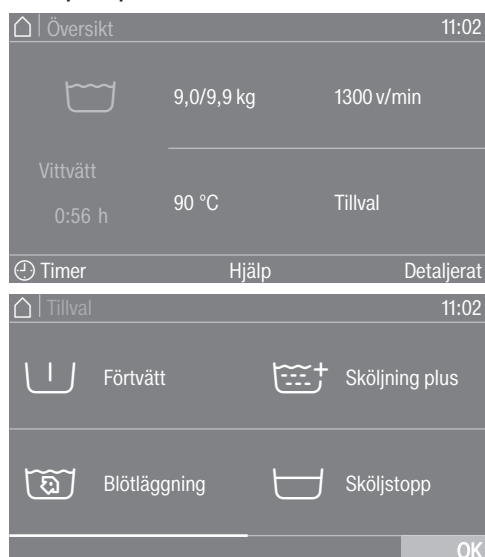 Översikt 11:02
9,0/9,9 kg 1300 v/min
Vittvätt
0:56 h
90 °C Tillval
Timer Hjälp Detaljerat
Tillval 11:02
Förtvätt Sköljning plus
Blötläggning Sköljstopp
OK